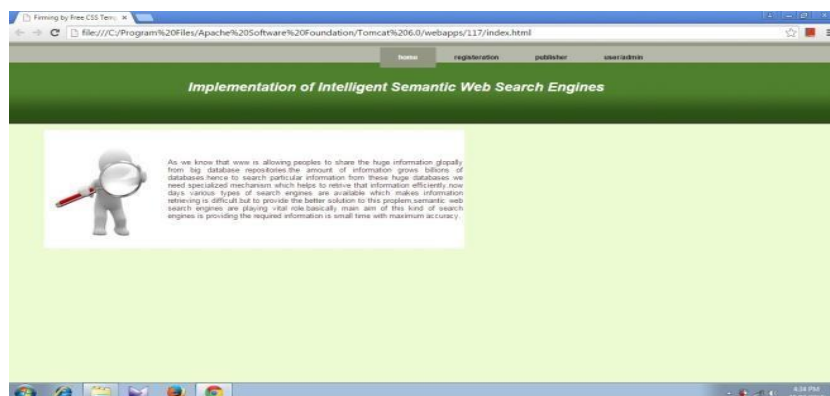 Firming by Free CSS Temp
file:///C:/Program%20Files/Apache%20Software%20Foundation/Tomcat%206.0/webapps/117/index.html
home registeration publisher user/admin
Implementation of Intelligent Semantic Web Search Engines
As we know that www is allowing peoples to share the huge information glopally
from big database repositories.the amount of information grows billions of
databases.hence to search particular information from these huge databases we
need specialized mechanism which helps to retrive that information efficiently.now
days various types of search engines are available which makes information
retrieving is difficult.but to provide the better solution to this proplem.semantic web
search engines are playing vital role.basically main aim of this kind of search
engines is providing the required information is small time with maximum accuracy.
4:24 PM